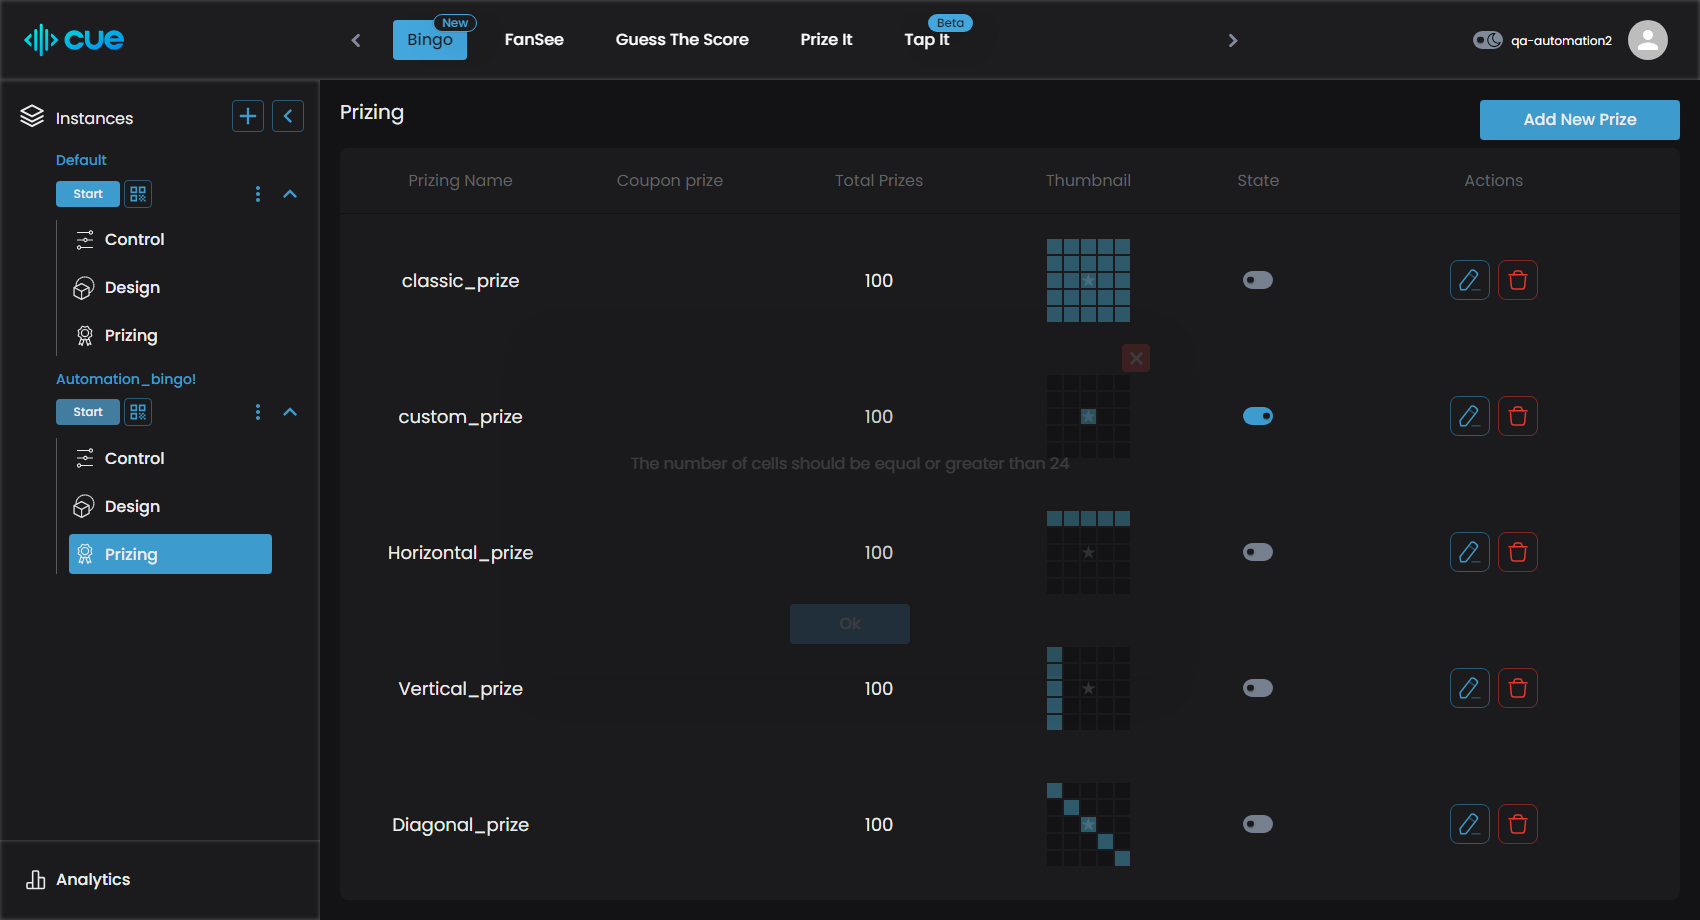 cue
Bingo
New
FanSee
Guess The Score
Prize It
Tap It
Beta
qa-automation2
Instances
Default
Start
Control
Design
Prizing
Automation_bingo!
Start
Control
Design
Prizing
Analytics
Prizing
Add New Prize
Prizing Name Coupon prize Total Prizes Thumbnail State Actions
classic_prize 100
custom_prize 100
The number of cells should be equal or greater than 24
Horizontal_prize 100
Ok
Vertical_prize 100
Diagonal_prize 100